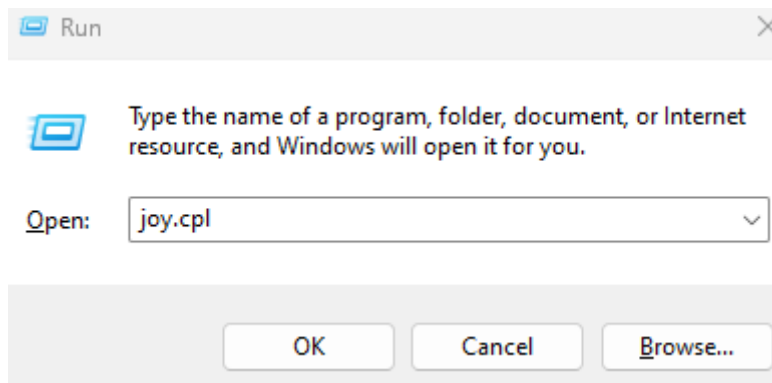 Run
Type the name of a program, folder, document, or Internet
resource, and Windows will open it for you.
Open: joy.cpl
OK Cancel Browse...